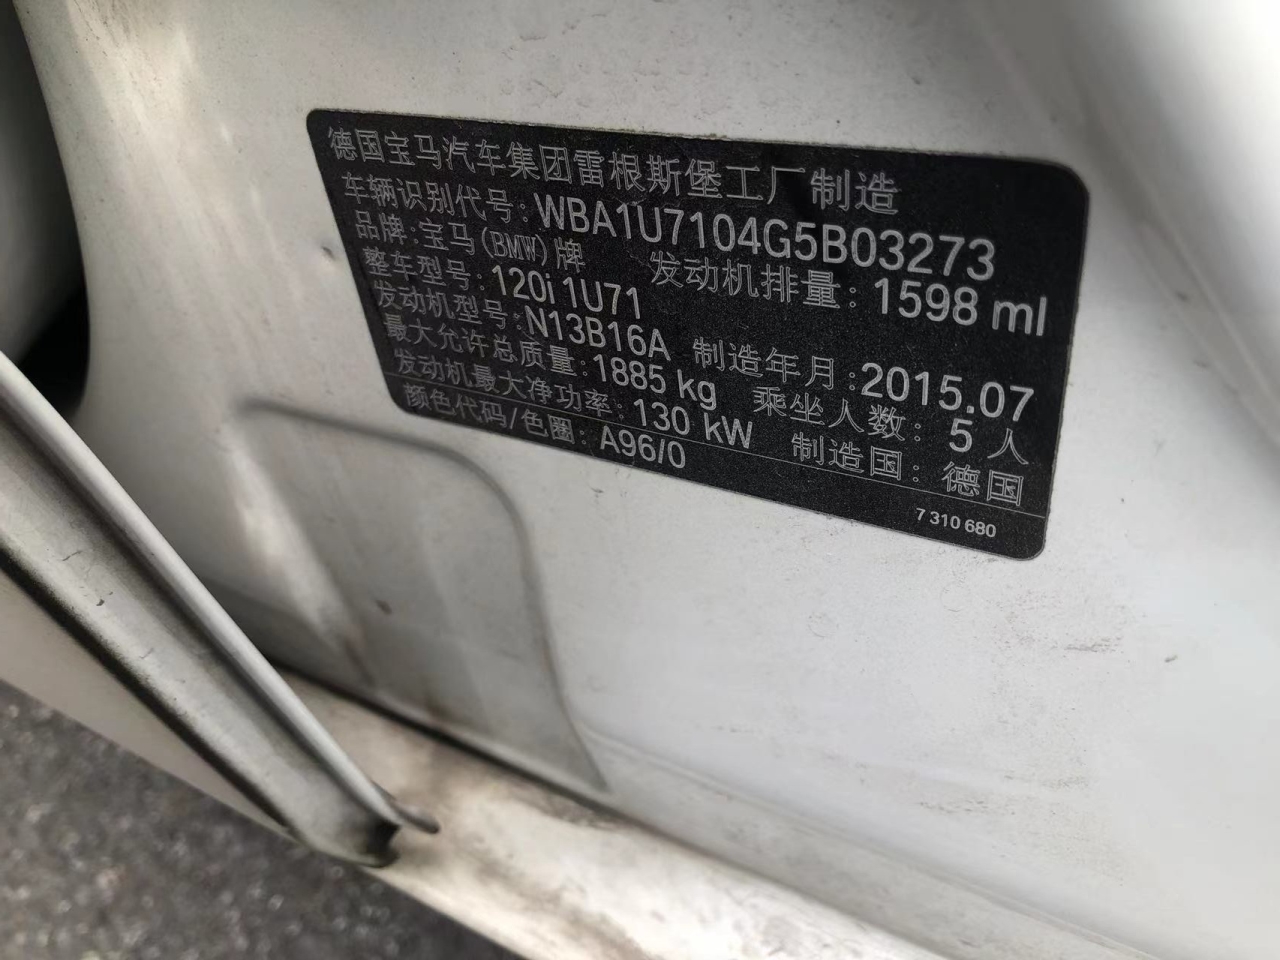 德国宝马汽车集团雷根斯堡工厂制造
车辆识别代号:WBA1U7104G5B03273
品牌:宝马(BMW)牌 发动机排量:1598 ml
整车型号:120i 1U71
发动机型号:N13B16A 制造年月:2015.07
最大允许总质量:1885 kg 乘坐人数:5人
发动机最大净功率:130 kW 制造国:德国
颜色代码/色圈:A96/0
7 310 680